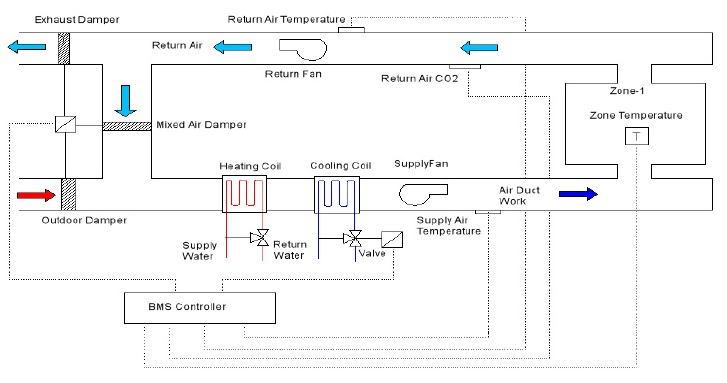 Exhaust Damper
Return Air Temperature
Return Air
Return Fan
Return Air CO2
Zone-1
Zone Temperature
T
Mixed Air Damper
Heating Coil
Cooling Coil
SupplyFan
Air Duct
Work
Outdoor Damper
Supply Air
Temperature
Supply
Water
Return
Water
Valve
BMS Controller